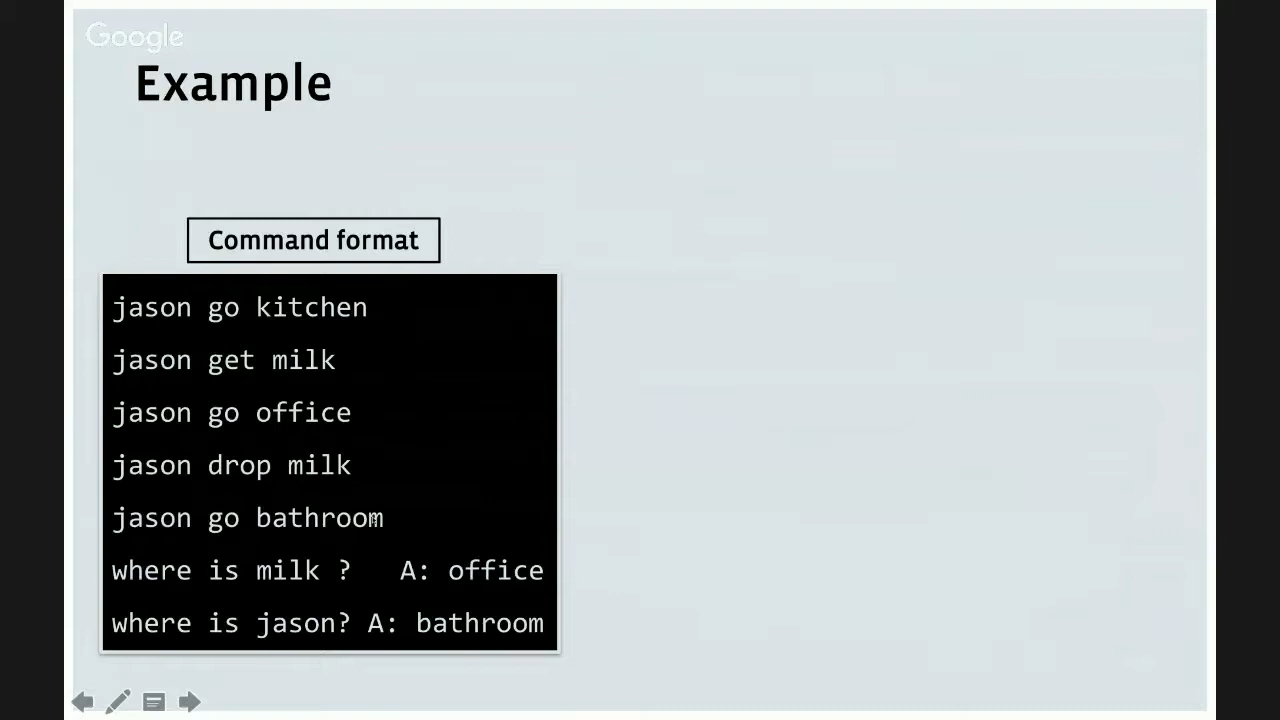 Google
Example
Command format
jason go kitchen
jason get milk
jason go office
jason drop milk
jason go bathroom
where is milk ?   A: office
where is jason? A: bathroom